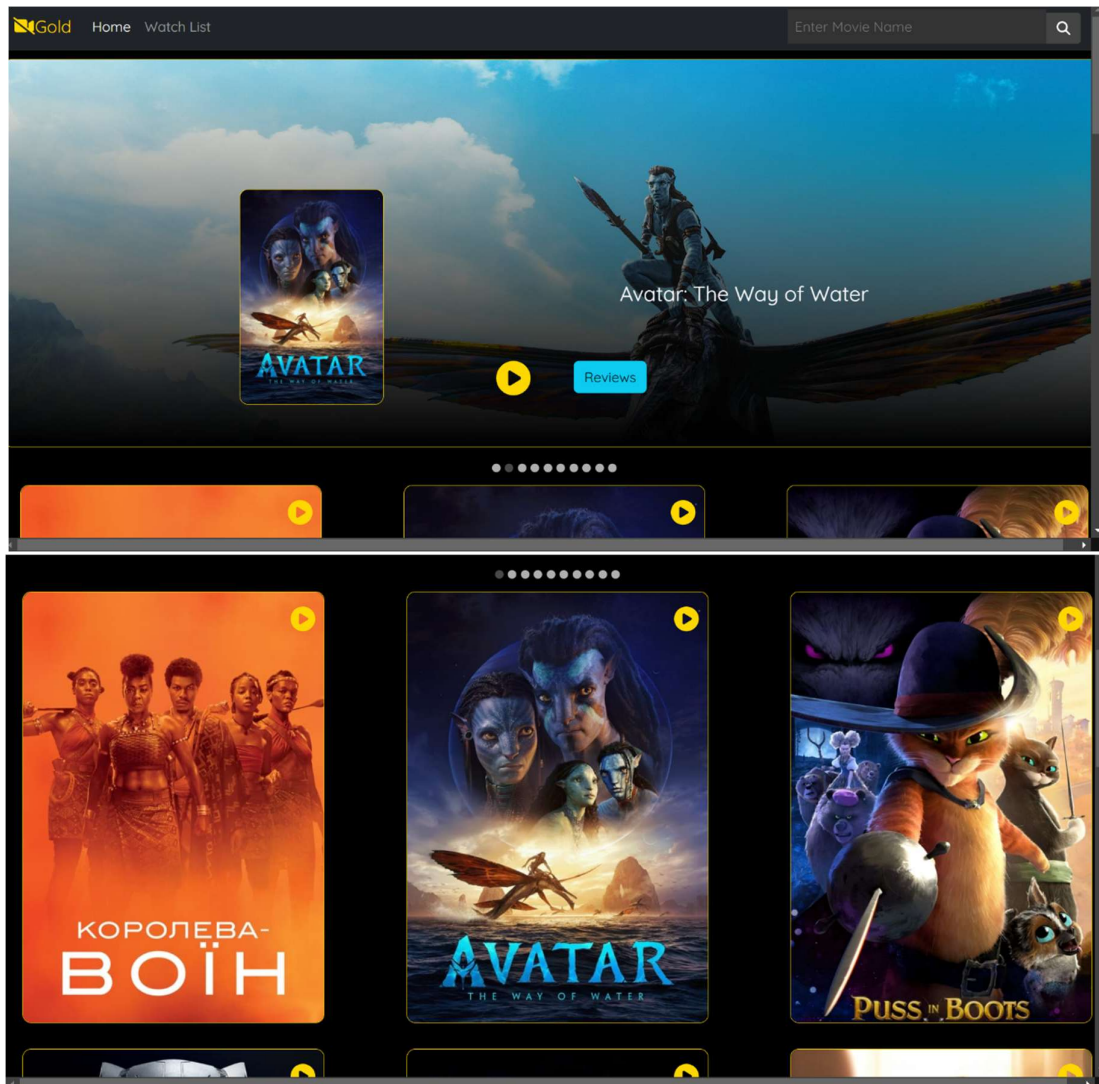 Gold Home Watch List Enter Movie Name
Avatar: The Way of Water
AVATAR
THE WAY OF WATER
Reviews
КОРОЛЕВА-
ВОЇН
AVATAR
THE WAY OF WATER
PUSS IN BOOTS